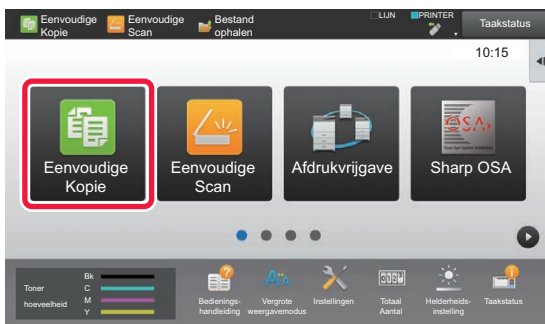 Eenvoudige Kopie
Eenvoudige Scan
Bestand ophalen
LIJN
PRINTER
Taakstatus
10:15
Eenvoudige
Kopie
Eenvoudige
Scan
Afdrukvrijgave
Sharp OSA
Toner
hoeveelheid
Bk
C
M
Y
Bedienings-
handleiding
Vergrote
weergavemodus
Instellingen
Totaal
Aantal
Helderheids-
instelling
Taakstatus